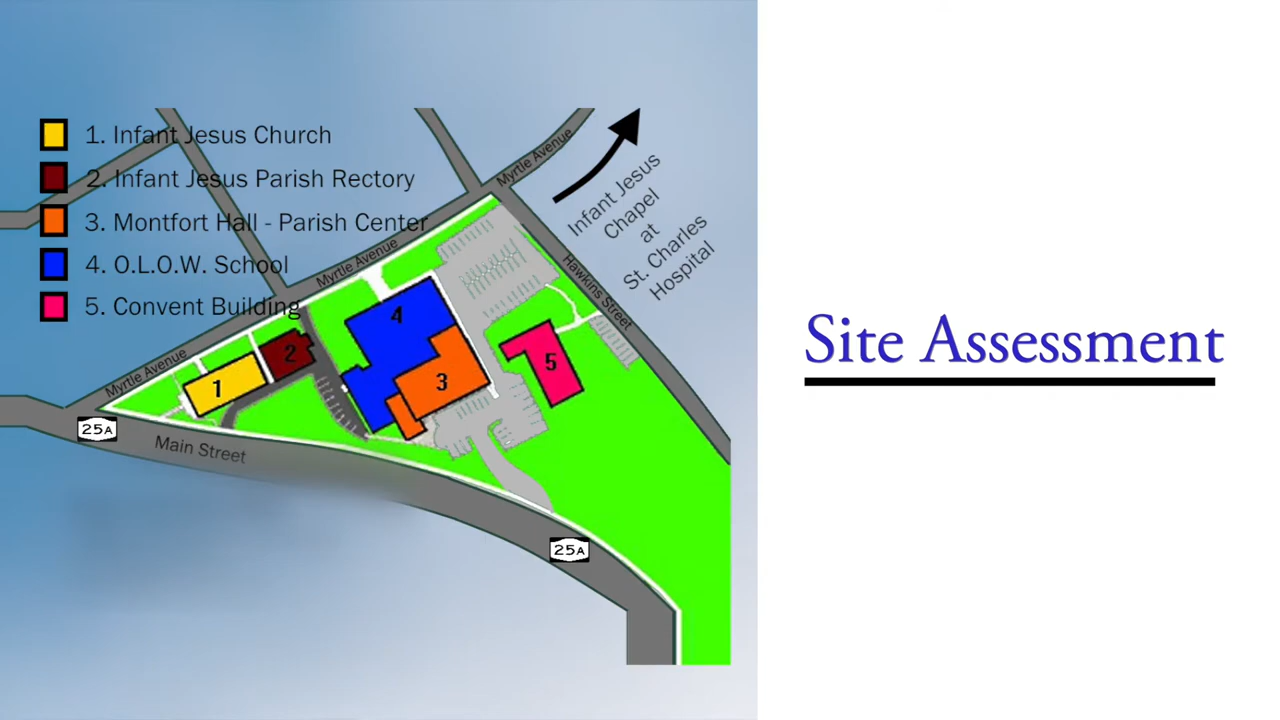 1. Infant Jesus Church
2. Infant Jesus Parish Rectory
3. Montfort Hall - Parish Center
4. O.L.O.W. School
5. Convent Building
Myrtle Avenue
Infant Jesus
Chapel
at
St. Charles
Hospital
Myrtle Avenue
Hawkins Street
Myrtle Avenue
4
2
5
3
1
25A
Main Street
25A
Site Assessment